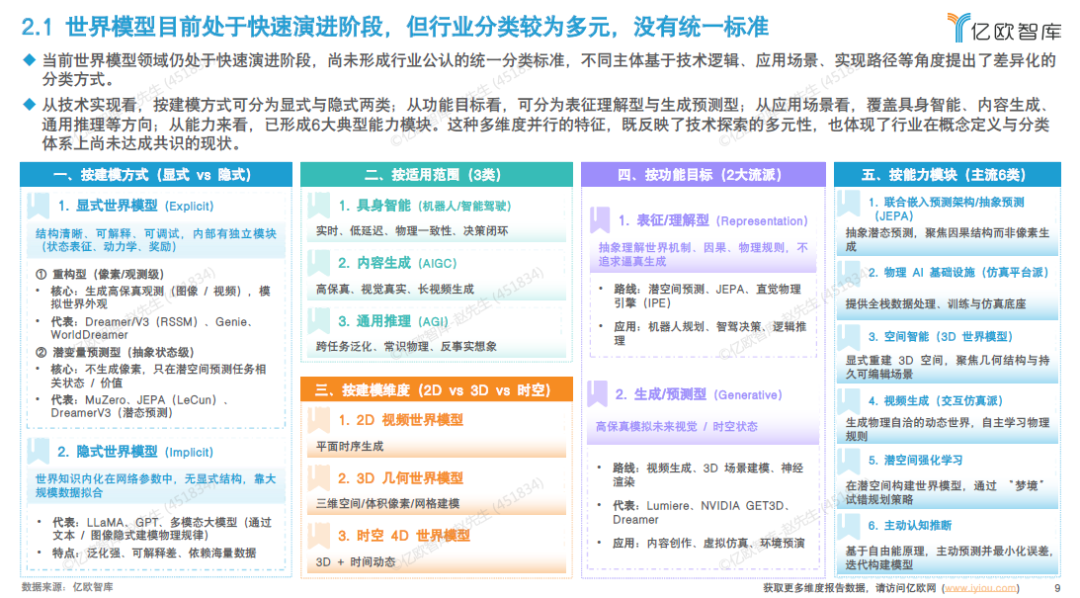 2.1 世界模型目前处于快速演进阶段，但行业分类较为多元，没有统一标准
亿欧智库
当前世界模型领域仍处于快速演进阶段，尚未形成行业公认的统一分类标准，不同主体基于技术逻辑、应用场景、实现路径等角度提出了差异化的
分类方式。
从技术实现看，按建模方式可分为显式与隐式两类；从功能目标看，可分为表征理解型与生成预测型；从应用场景看，覆盖具身智能、内容生成、
通用推理等方向；从能力来看，已形成6大典型能力模块。这种多维度并行的特征，既反映了技术探索的多元性，也体现了行业在概念定义与分类
体系上尚未达成共识的现状。
一、按建模方式（显式 vs 隐式）
1. 显式世界模型（Explicit）
结构清晰、可解释、可调试，内部有独立模块
（状态表征、动力学、奖励）
① 重构型（像素/观测级）
• 核心：生成高保真观测（图像 / 视频），模
拟世界外观
• 代表：Dreamer/V3（RSSM）、Genie、
WorldDreamer
② 潜变量预测型（抽象状态级）
• 核心：不生成像素，只在潜空间预测任务相
关状态 / 价值
• 代表：MuZero、JEPA（LeCun）、
DreamerV3（潜态预测）
2. 隐式世界模型（Implicit）
世界知识内化在网络参数中，无显式结构，靠大
规模数据拟合
• 代表：LLaMA、GPT、多模态大模型（通过
文本 / 图像隐式建模物理规律）
• 特点：泛化强、可解释差、依赖海量数据
二、按适用范围（3类）
1. 具身智能（机器人/智能驾驶）
实时、低延迟、物理一致性、决策闭环
2. 内容生成（AIGC）
高保真、视觉真实、长视频生成
3. 通用推理（AGI）
跨任务泛化、常识物理、反事实想象
三、按建模维度（2D vs 3D vs 时空）
1. 2D 视频世界模型
平面时序生成
2. 3D 几何世界模型
三维空间/体积像素/网格建模
3. 时空 4D 世界模型
3D + 时间动态
四、按功能目标（2大流派）
1. 表征/理解型（Representation）
抽象理解世界机制、因果、物理规则，不
追求逼真生成
• 路线：潜空间预测、JEPA、直觉物理
引擎（IPE）
• 应用：机器人规划、智驾决策、逻辑推
理
2. 生成/预测型（Generative）
高保真模拟未来视觉 / 时空状态
• 路线：视频生成、3D 场景建模、神经
渲染
• 代表：Lumiere、NVIDIA GET3D、
Dreamer
• 应用：内容创作、虚拟仿真、环境预演
五、按能力模块（主流6类）
1. 联合嵌入预测架构/抽象预测
（JEPA）
抽象潜态预测，聚焦因果结构而非像素生
成
2. 物理 AI 基础设施（仿真平台派）
提供全栈数据处理、训练与仿真底座
3. 空间智能（3D 世界模型）
显式重建 3D 空间，聚焦几何结构与持
久可编辑场景
4. 视频生成（交互仿真派）
生成物理自洽的动态世界，自主学习物理
规则
5. 潜空间强化学习
在潜空间构建世界模型，通过 “梦境”
试错规划策略
6. 主动认知推断
基于自由能原理，主动预测并最小化误差，
迭代构建模型
数据来源：亿欧智库
获取更多维度报告数据，请访问亿欧网（www.iyiou.com）
9
©亿欧智库-赵先生 (451834)